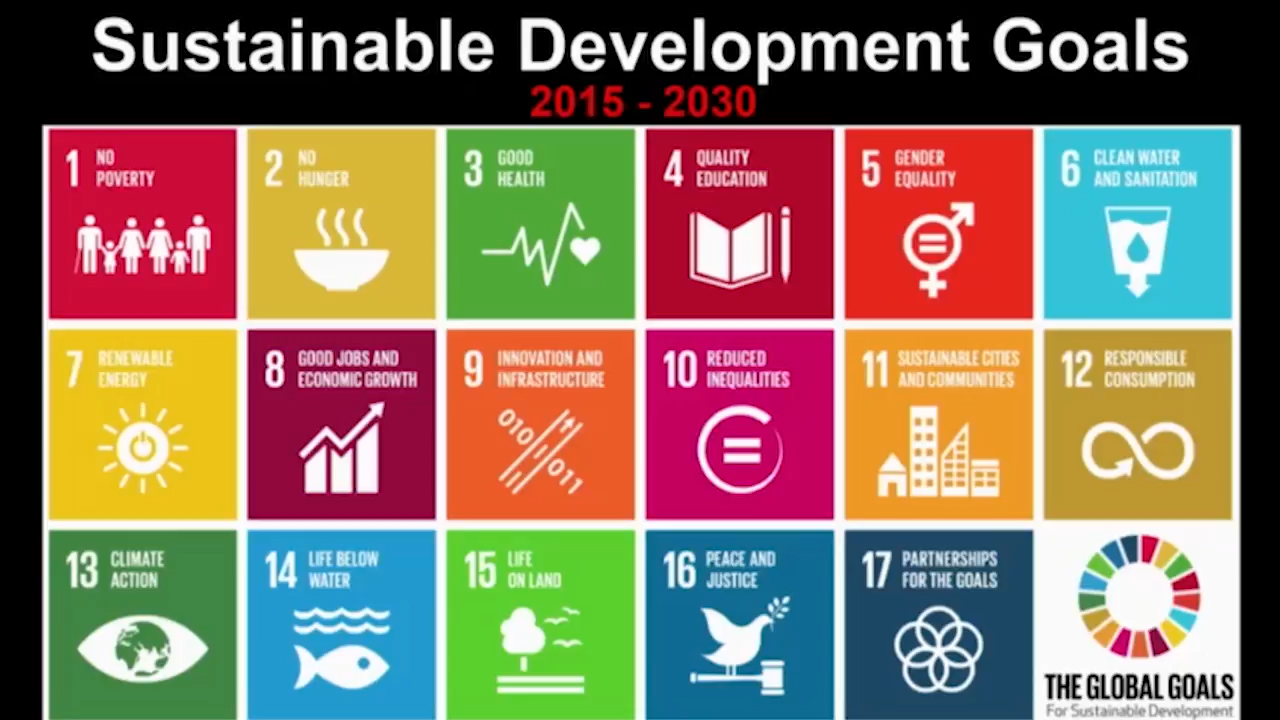 Sustainable Development Goals
2015 - 2030
1 NO
POVERTY
2 NO
HUNGER
3 GOOD
HEALTH
4 QUALITY
EDUCATION
5 GENDER
EQUALITY
6 CLEAN WATER
AND SANITATION
7 RENEWABLE
ENERGY
8 GOOD JOBS AND
ECONOMIC GROWTH
9 INNOVATION AND
INFRASTRUCTURE
010
011
10 REDUCED
INEQUALITIES
11 SUSTAINABLE CITIES
AND COMMUNITIES
12 RESPONSIBLE
CONSUMPTION
13 CLIMATE
ACTION
14 LIFE BELOW
WATER
15 LIFE
ON LAND
16 PEACE AND
JUSTICE
17 PARTNERSHIPS
FOR THE GOALS
THE GLOBAL GOALS
For Sustainable Development